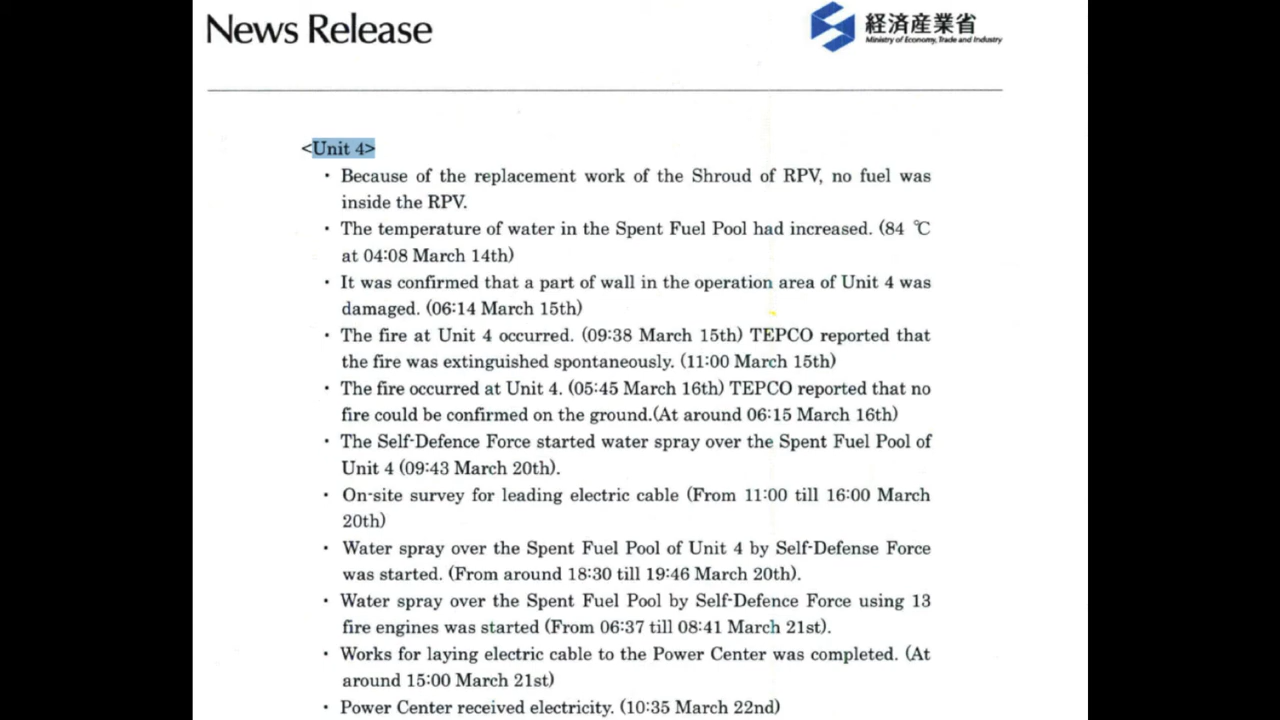 News Release
経済産業省
Ministry of Economy, Trade and Industry
<Unit 4>
・ Because of the replacement work of the Shroud of RPV, no fuel was
inside the RPV.
・ The temperature of water in the Spent Fuel Pool had increased. (84 ℃
at 04:08 March 14th)
・ It was confirmed that a part of wall in the operation area of Unit 4 was
damaged. (06:14 March 15th)
・ The fire at Unit 4 occurred. (09:38 March 15th) TEPCO reported that
the fire was extinguished spontaneously. (11:00 March 15th)
・ The fire occurred at Unit 4. (05:45 March 16th) TEPCO reported that no
fire could be confirmed on the ground.(At around 06:15 March 16th)
・ The Self-Defence Force started water spray over the Spent Fuel Pool of
Unit 4 (09:43 March 20th).
・ On-site survey for leading electric cable (From 11:00 till 16:00 March
20th)
・ Water spray over the Spent Fuel Pool of Unit 4 by Self-Defense Force
was started. (From around 18:30 till 19:46 March 20th).
・ Water spray over the Spent Fuel Pool by Self-Defence Force using 13
fire engines was started (From 06:37 till 08:41 March 21st).
・ Works for laying electric cable to the Power Center was completed. (At
around 15:00 March 21st)
・ Power Center received electricity. (10:35 March 22nd)